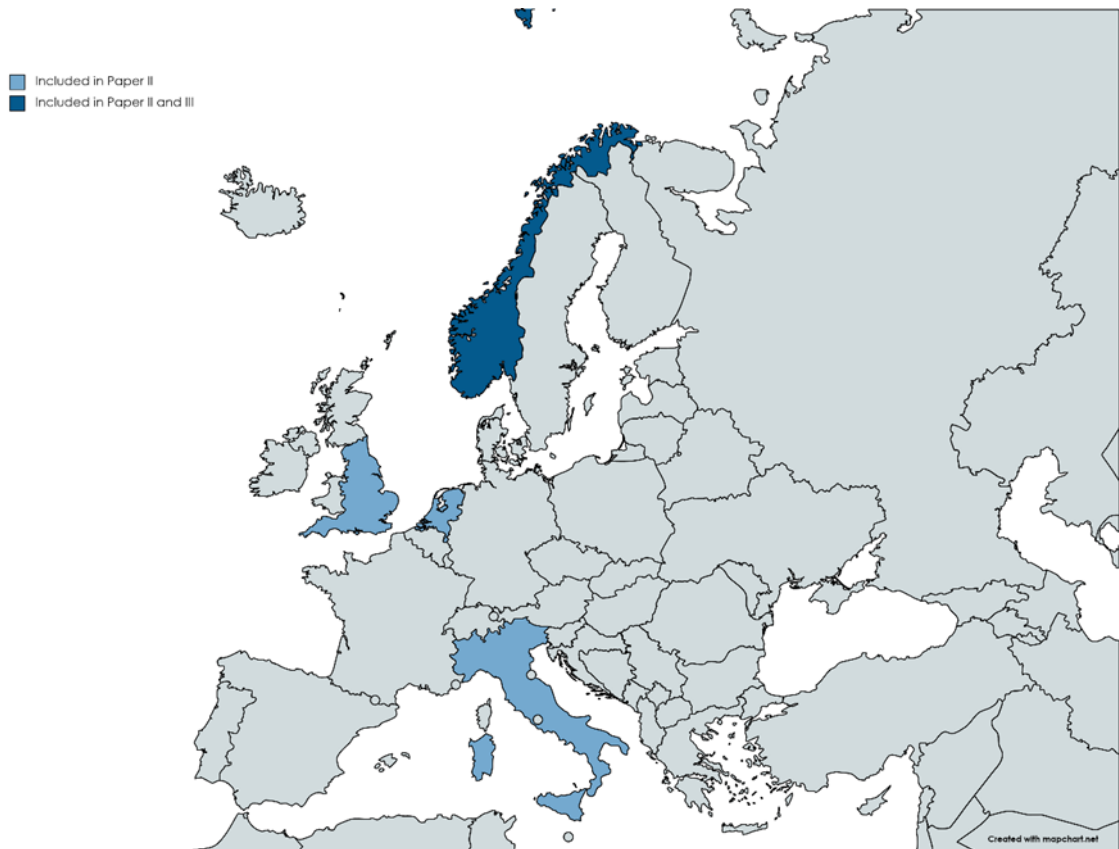 Included in Paper II
Included in Paper II and III
Created with mapchart.net